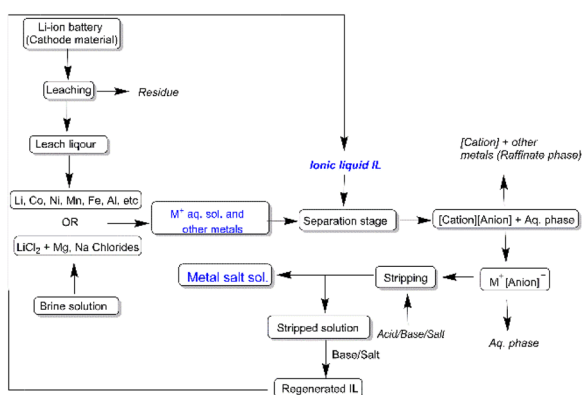 Li-ion battery
(Cathode material)
Leaching
Residue
Leach liqour
Li, Co, Ni, Mn, Fe, Al, etc
OR
LiCl2 + Mg, Na Chlorides
Brine solution
M+ aq. sol. and
other metals
Ionic liquid IL
Separation stage
[Cation] + other
metals (Raffinate phase)
[Cation][Anion] + Aq. phase
M+ [Anion]−
Aq. phase
Stripping
Acid/Base/Salt
Metal salt sol.
Stripped solution
Base/Salt
Regenerated IL